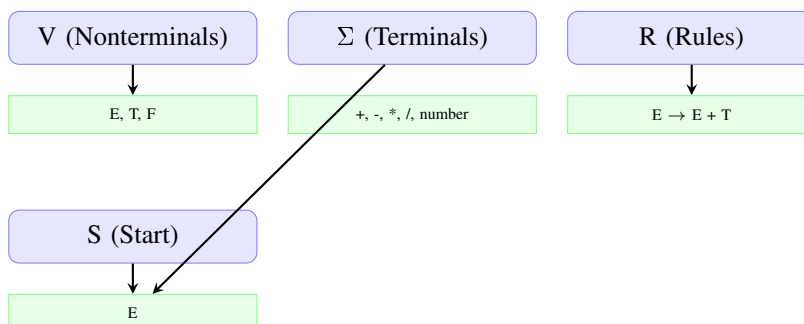 V (Nonterminals)
Σ (Terminals)
R (Rules)
E, T, F
+, -, *, /, number
E → E + T
S (Start)
E